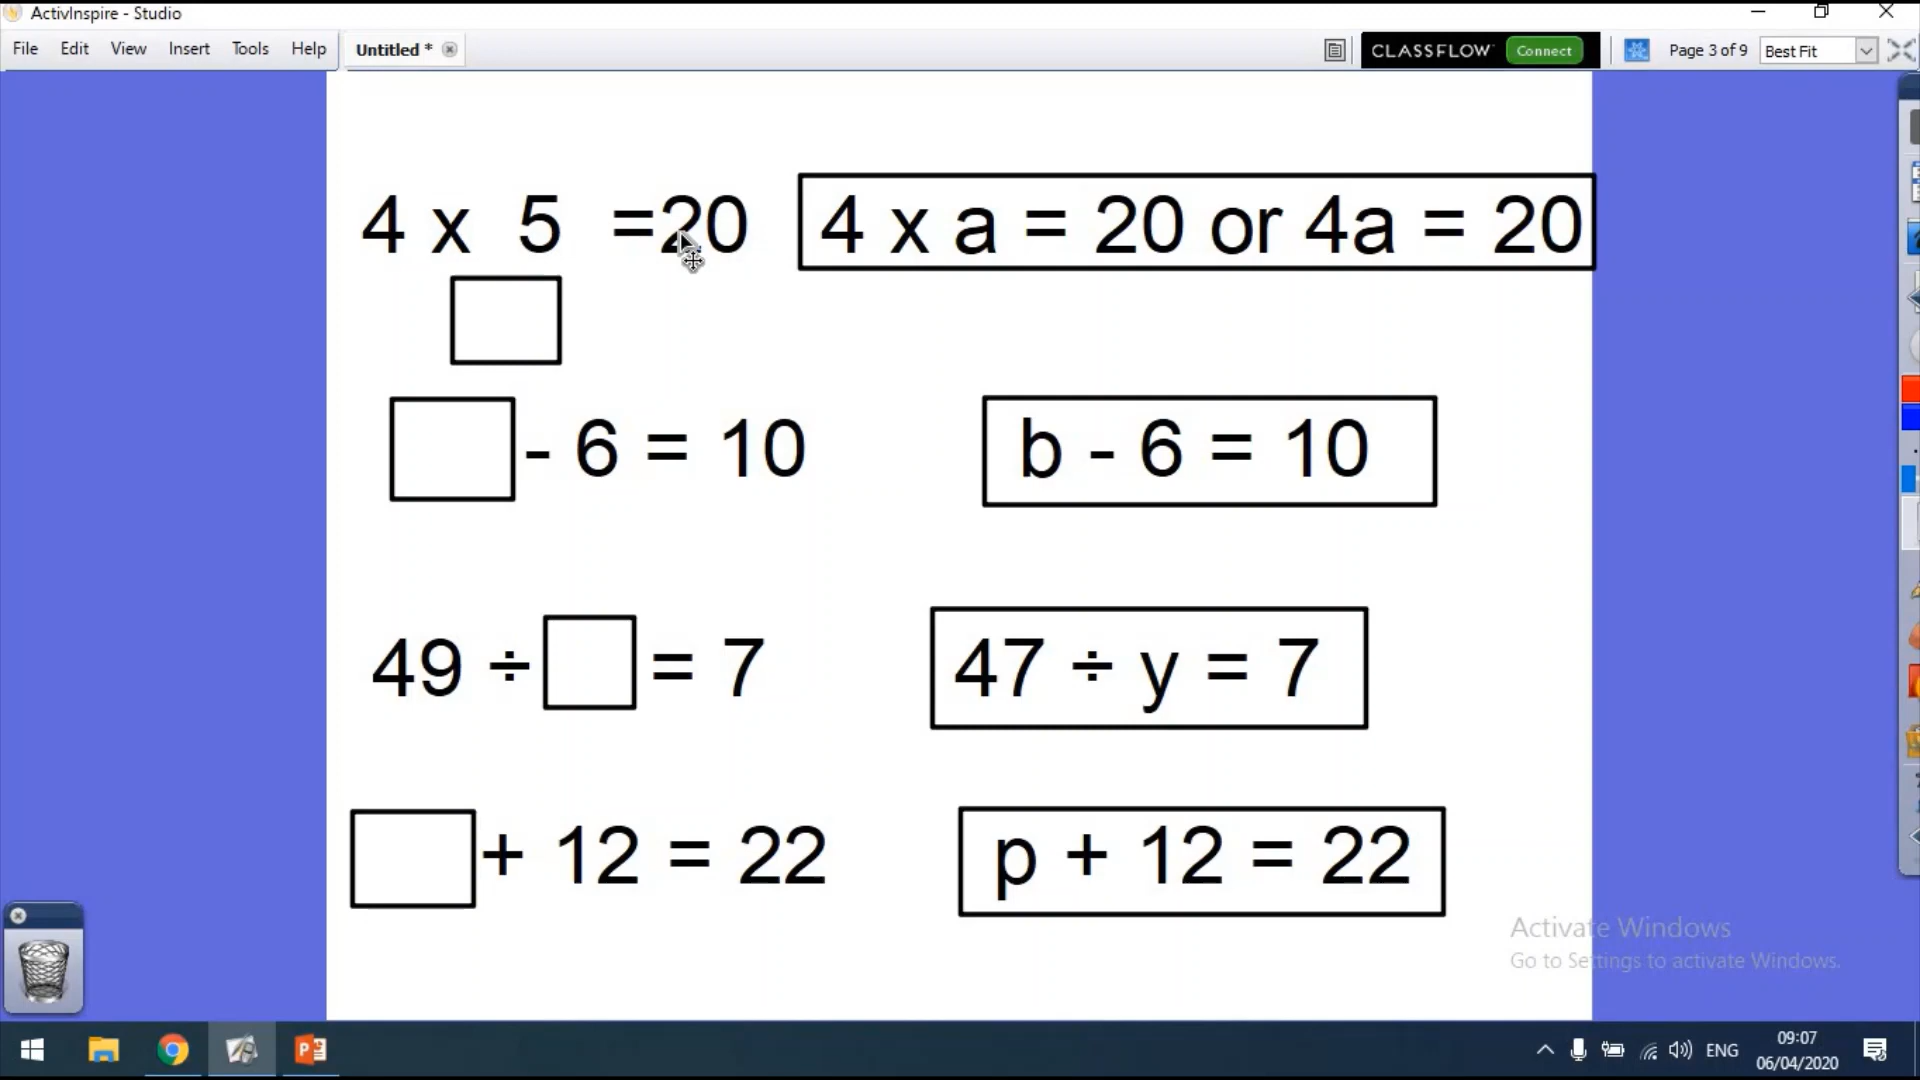 ActivInspire - Studio
File Edit View Insert Tools Help Untitled * CLASSFLOW Connect Page 3 of 9 Best Fit
4 x 5 =20 4 x a = 20 or 4a = 20
- 6 = 10 b - 6 = 10
49 ÷ = 7 47 ÷ y = 7
+ 12 = 22 p + 12 = 22
Activate Windows
Go to Settings to activate Windows.
ENG 09:07
06/04/2020